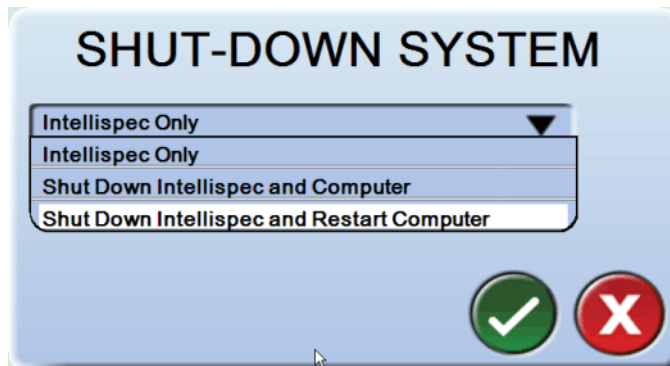 SHUT-DOWN SYSTEM
Intellispec Only
Intellispec Only
Shut Down Intellispec and Computer
Shut Down Intellispec and Restart Computer